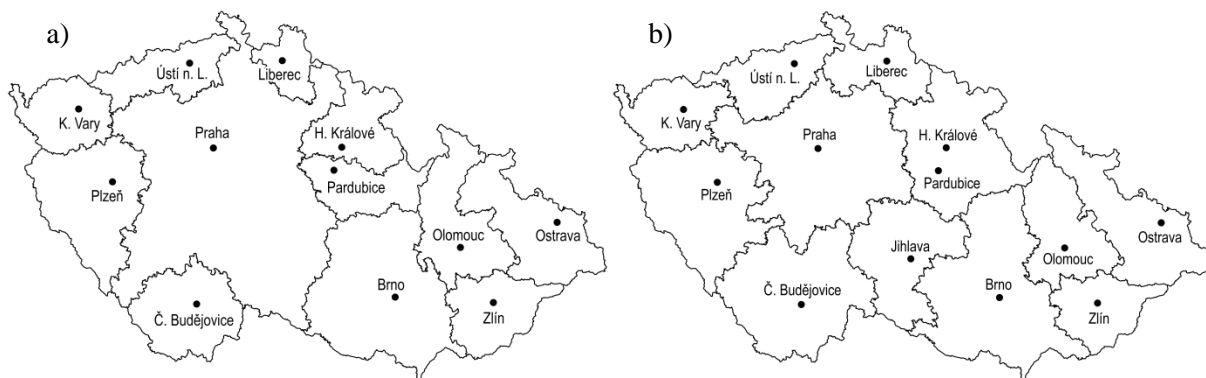 a)
Ústí n. L.
Liberec
K. Vary
Praha
H. Králové
Pardubice
Plzeň
Olomouc
Ostrava
Brno
Zlín
Č. Budějovice
b)
Ústí n. L.
Liberec
K. Vary
Praha
H. Králové
Pardubice
Plzeň
Jihlava
Ostrava
Olomouc
Brno
Zlín
Č. Budějovice